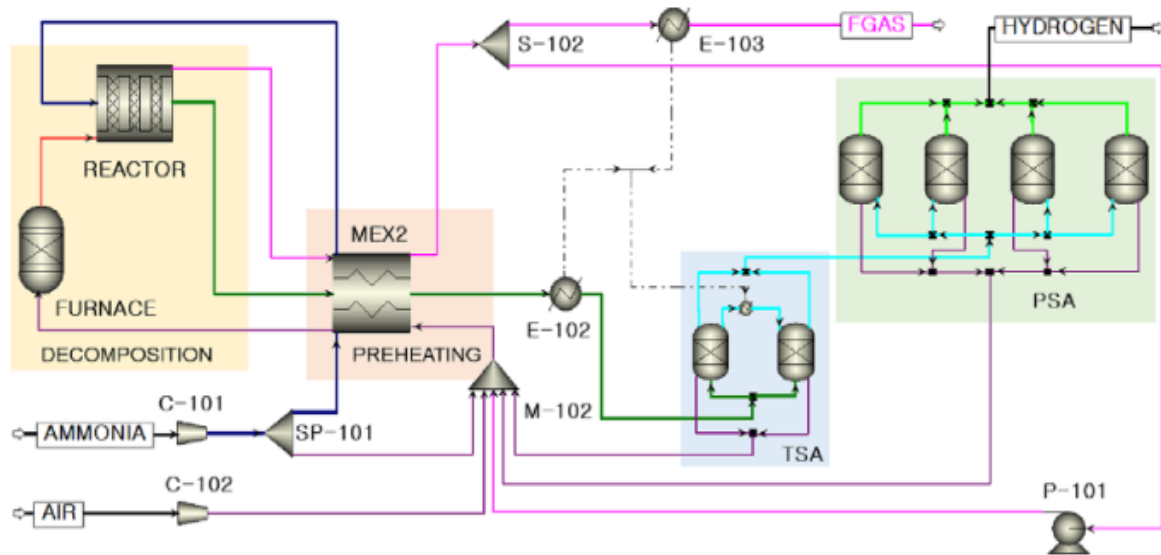 S-102
E-103
FGAS
HYDROGEN
REACTOR
MEX2
FURNACE
DECOMPOSITION
PREHEATING
E-102
PSA
C-101
AMMONIA
SP-101
M-102
TSA
C-102
AIR
P-101